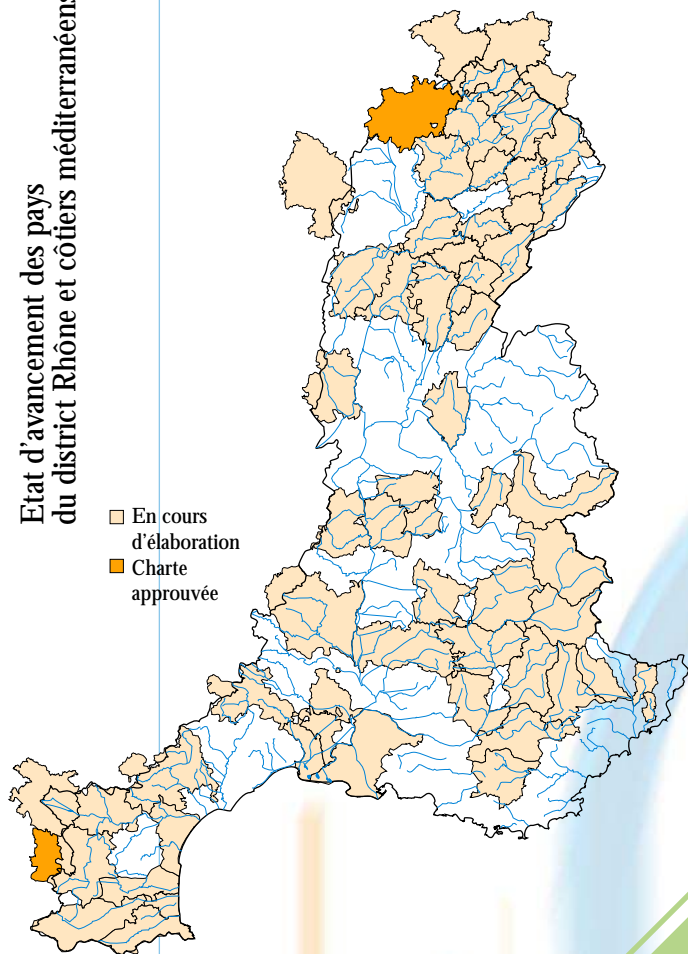 Etat d'avancement des pays
du district Rhône et côtiers méditerranéens
En cours
d'élaboration
Charte
approuvée